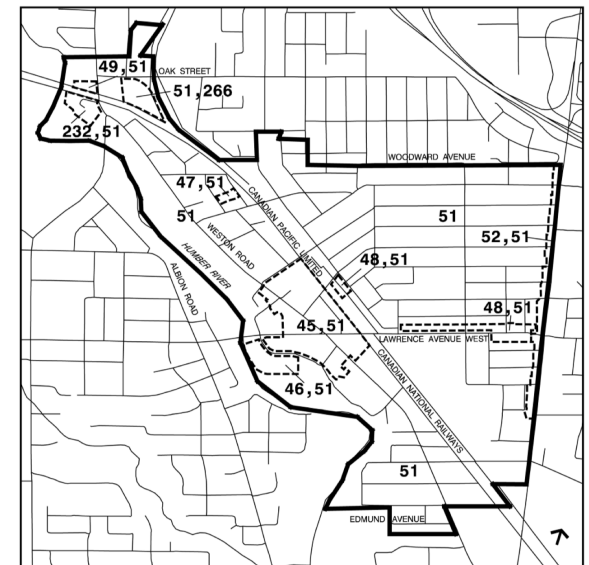 49,51
OAK STREET
51,266
232,51
WOODWARD AVENUE
47,51
51
CANADIAN PACIFIC LIMITED
51
52,51
WESTON ROAD
HUMBER RIVER
ALBION ROAD
48,51
48,51
45,51
LAWRENCE AVENUE WEST
46,51
CANADIAN NATIONAL RAILWAYS
51
EDMUND AVENUE